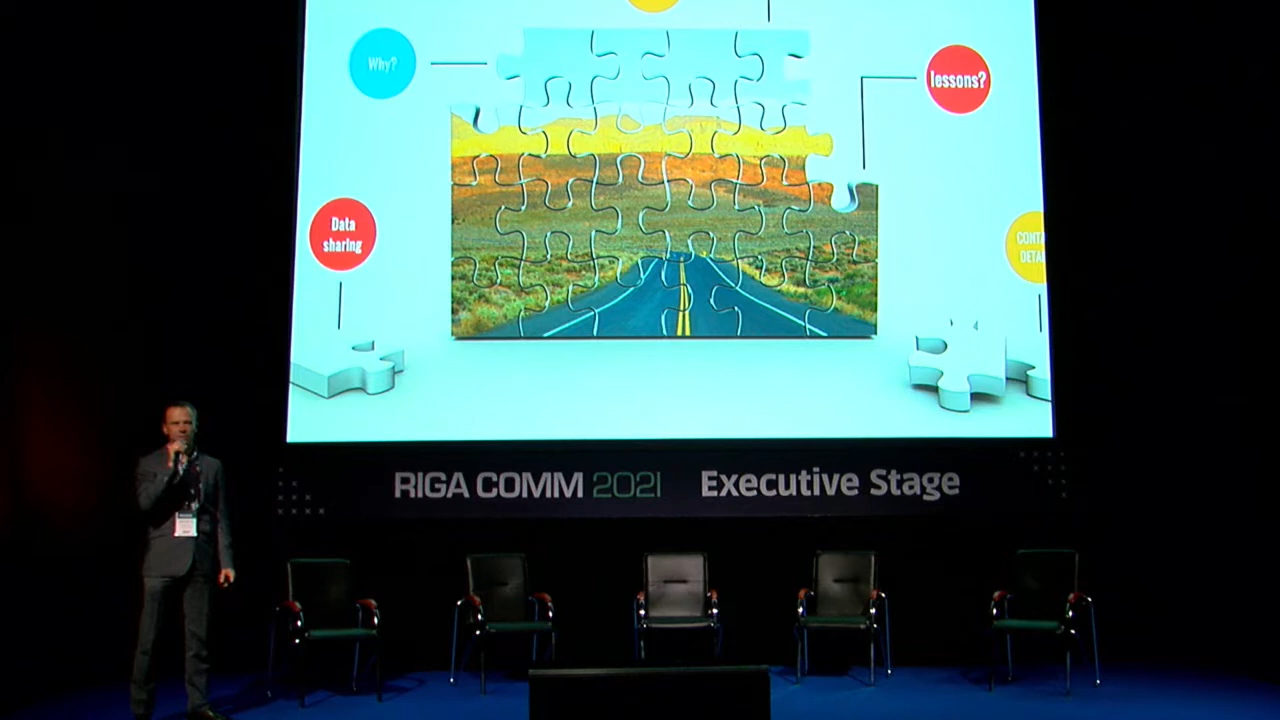 Why?
lessons?
Data
sharing
RIGA COMM 2021 Executive Stage